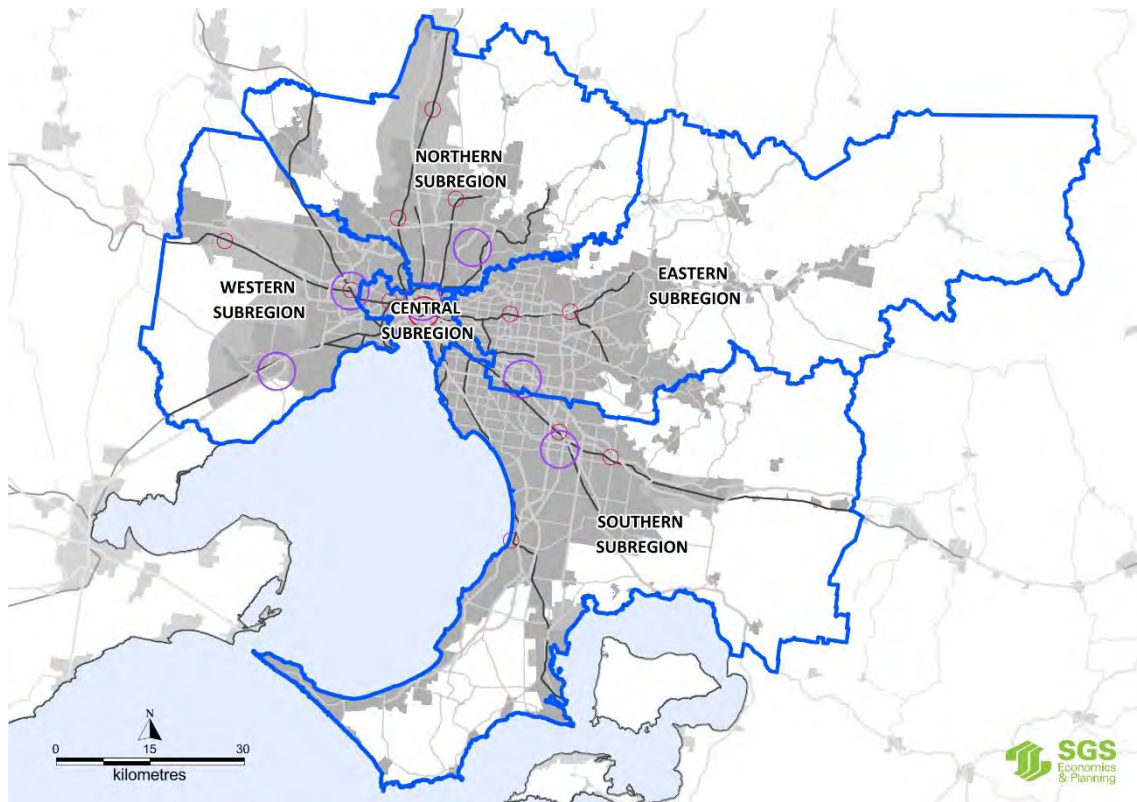 NORTHERN
SUBREGION
WESTERN
SUBREGION
CENTRAL
SUBREGION
EASTERN
SUBREGION
SOUTHERN
SUBREGION
N
0 15 30
kilometres
SGS
Economics
& Planning